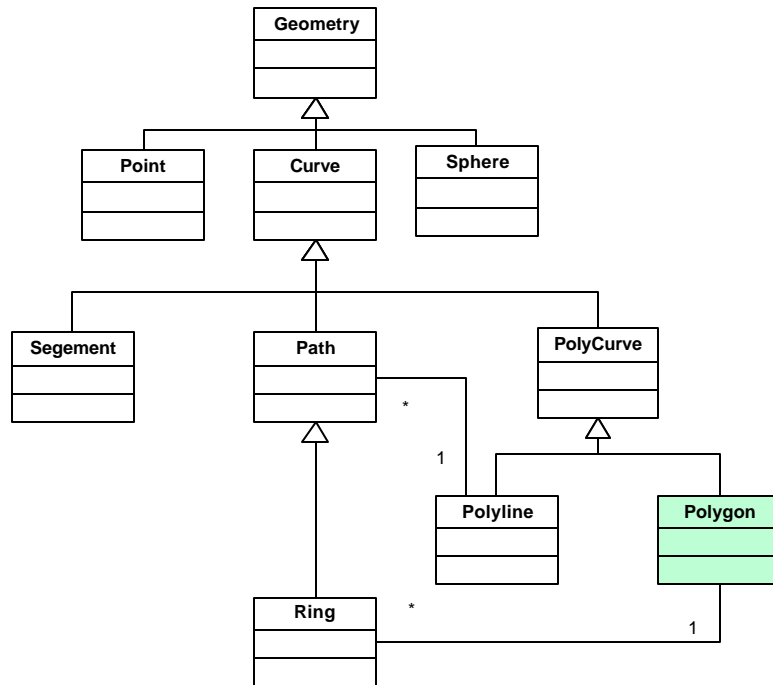 Geometry
Point
Curve
Sphere
Segement
Path
PolyCurve
*
1
Polyline
Polygon
Ring
*
1